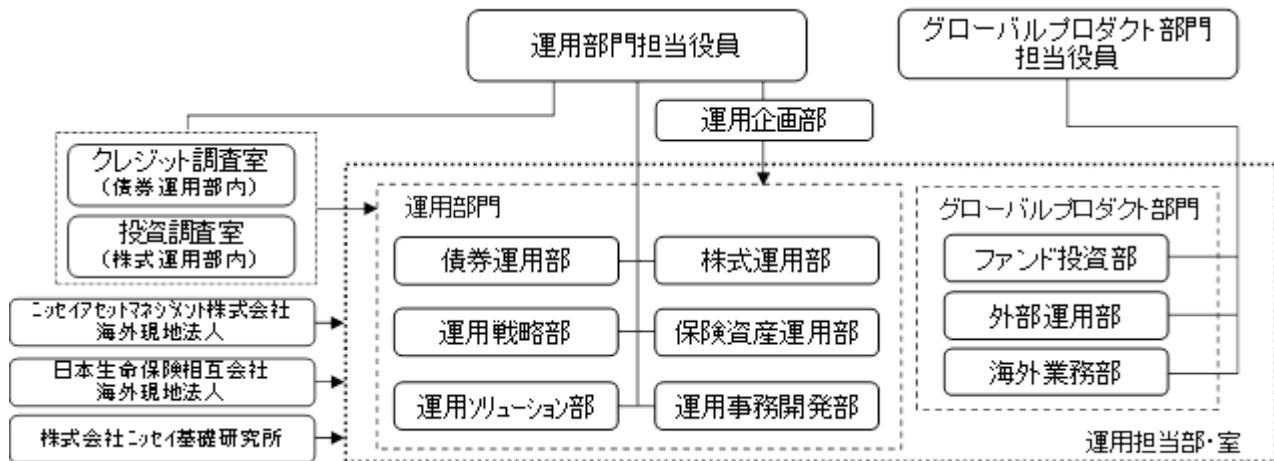 運用部門担当役員
グローバルプロダクト部門
担当役員
運用企画部
クレジット調査室
(債券運用部内)
投資調査室
(株式運用部内)
運用部門
債券運用部
株式運用部
運用戦略部
保険資産運用部
運用ソリューション部
運用事務開発部
グローバルプロダクト部門
ファンド投資部
外部運用部
海外業務部
ニッセイアセットマネジメント株式会社
海外現地法人
日本生命保険相互会社
海外現地法人
株式会社ニッセイ基礎研究所
運用担当部・室